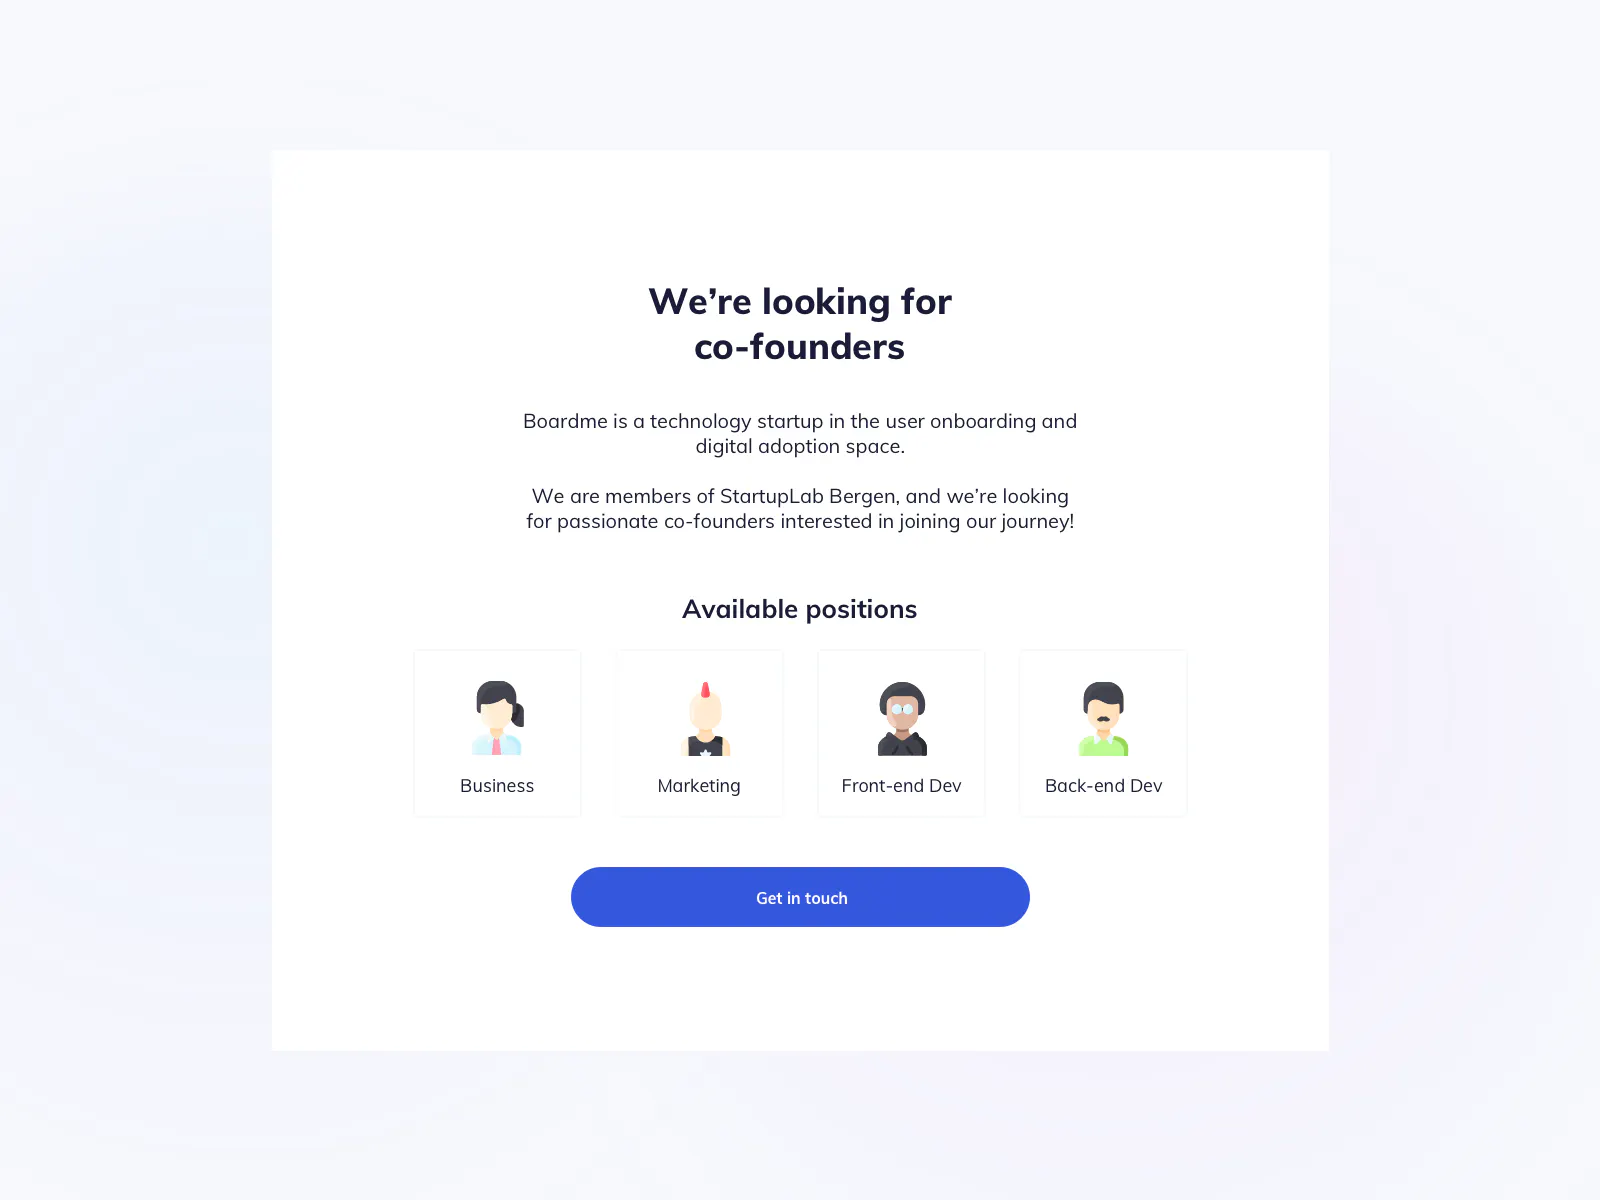 We’re looking for
co-founders
Boardme is a technology startup in the user onboarding and
digital adoption space.
We are members of StartupLab Bergen, and we’re looking
for passionate co-founders interested in joining our journey!
Available positions
Business
Marketing
Front-end Dev
Back-end Dev
Get in touch